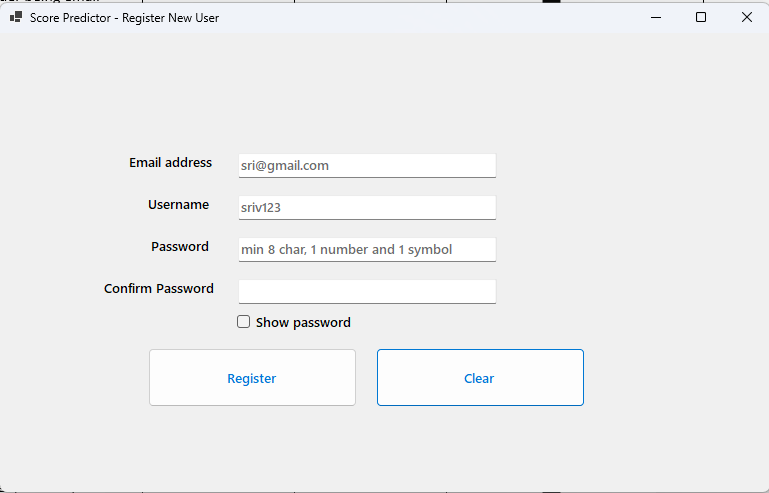 Score Predictor - Register New User
Email address sri@gmail.com
Username sriv123
Password min 8 char, 1 number and 1 symbol
Confirm Password
Show password
Register Clear